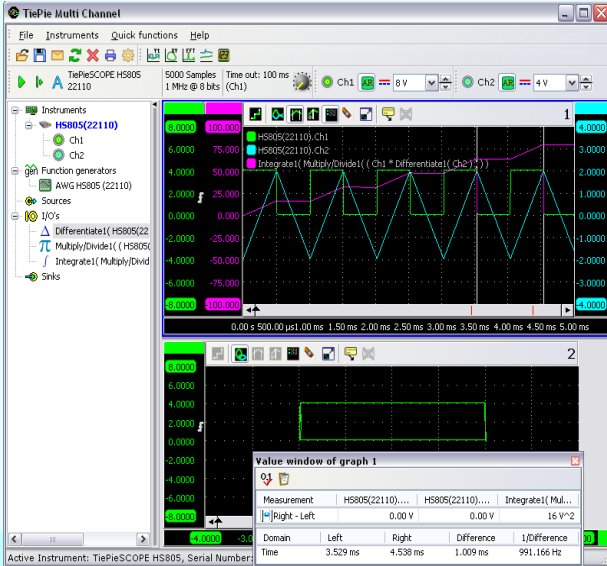 TiePie Multi Channel
File Instruments Quick functions Help
TiePieSCOPE HS805
22110
5000 Samples
1 MHz @ 8 bits
Time out: 100 ms
(Ch1)
Ch1 AR 8 V
Ch2 AR 4 V
Instruments
HS805(22110)
Ch1
Ch2
gen Function generators
AWG HS805 (22110)
Sources
I/O's
Differentiate1( HS805(22
Multiply/Divide1( ( HS805(
Integrate1( Multiply/Divid
Sinks
1
8.0000 100.000 4.0000
6.0000 75.000 3.0000
4.0000 50.000 2.0000
2.0000 25.000 1.0000
0.0000 0.000 0.0000
-2.0000 -25.000 -1.0000
-4.0000 -50.000 -2.0000
-6.0000 -75.000 -3.0000
-8.0000 -100.000 -4.0000
HS805(22110).Ch1
HS805(22110).Ch2
Integrate1( Multiply/Divide1( ( Ch1 * Differentiate1( Ch2 ) ) )
0.00 s 500.00 µs 1.00 ms 1.50 ms 2.00 ms 2.50 ms 3.00 ms 3.50 ms 4.00 ms 4.50 ms 5.00 ms
2
8.0000
6.0000
4.0000
2.0000
0.0000
-2.0000
-4.0000
-6.0000
-8.0000
-4.0000 -3.0
Value window of graph 1
0.1
Measurement HS805(22110).... HS805(22110).... Integrate1( Mul...
Right - Left 0.00 V 0.00 V 16 V^2
Domain Left Right Difference 1/Difference
Time 3.529 ms 4.538 ms 1.009 ms 991.166 Hz
Active Instrument: TiePieSCOPE HS805, Serial Number: